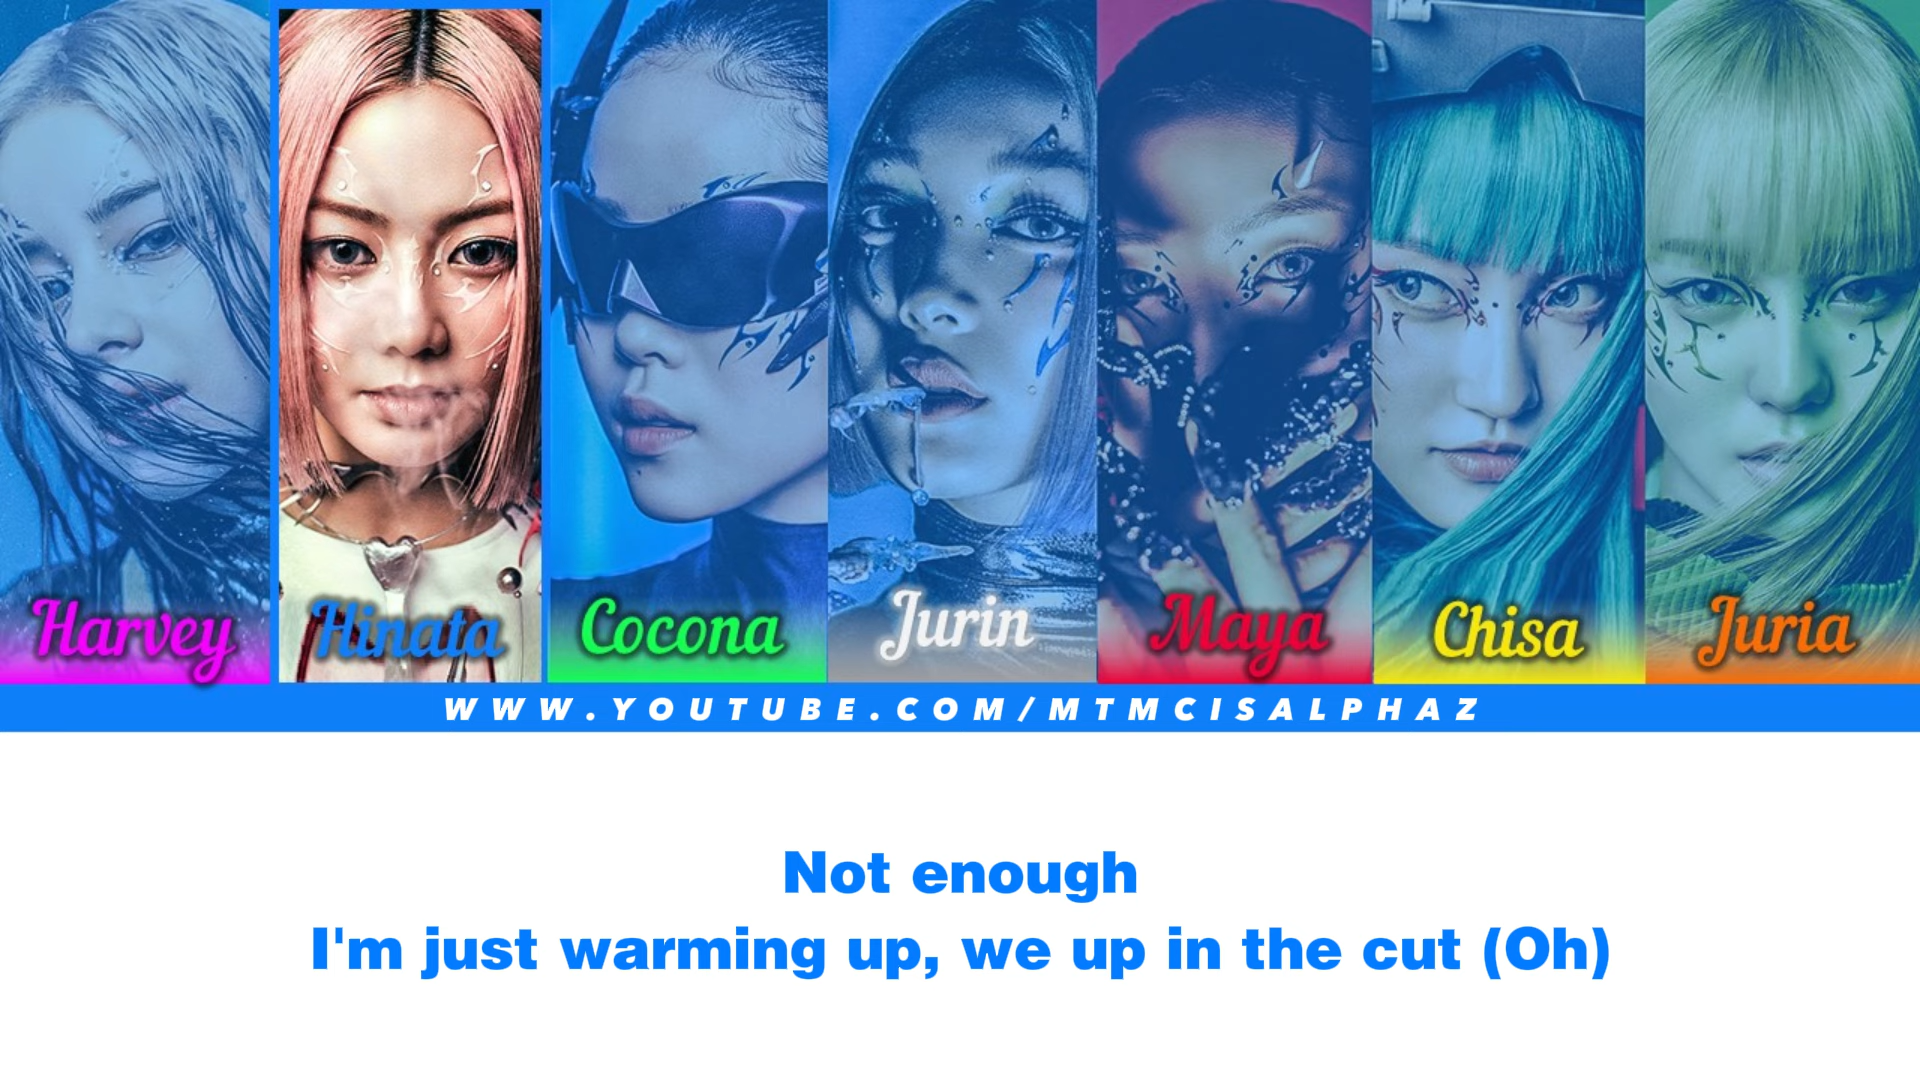 Harvey
Hinata
Cocona
Jurin
Maya
Chisa
Juria
WWW.YOUTUBE.COM/MTMCISALPHAZ
Not enough
I'm just warming up, we up in the cut (Oh)